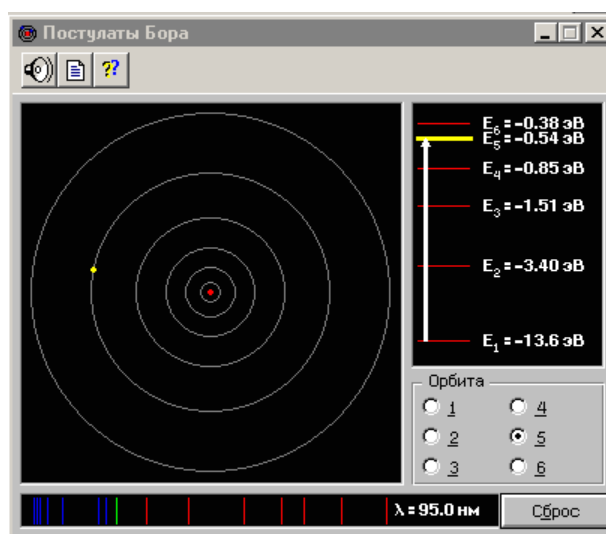 Постулаты Бора
??
E6 = -0.38 эВ
E5 = -0.54 эВ
E4 = -0.85 эВ
E3 = -1.51 эВ
E2 = -3.40 эВ
E1 = -13.6 эВ
Орбита
1 4
2 5
3 6
λ = 95.0 нм Сброс